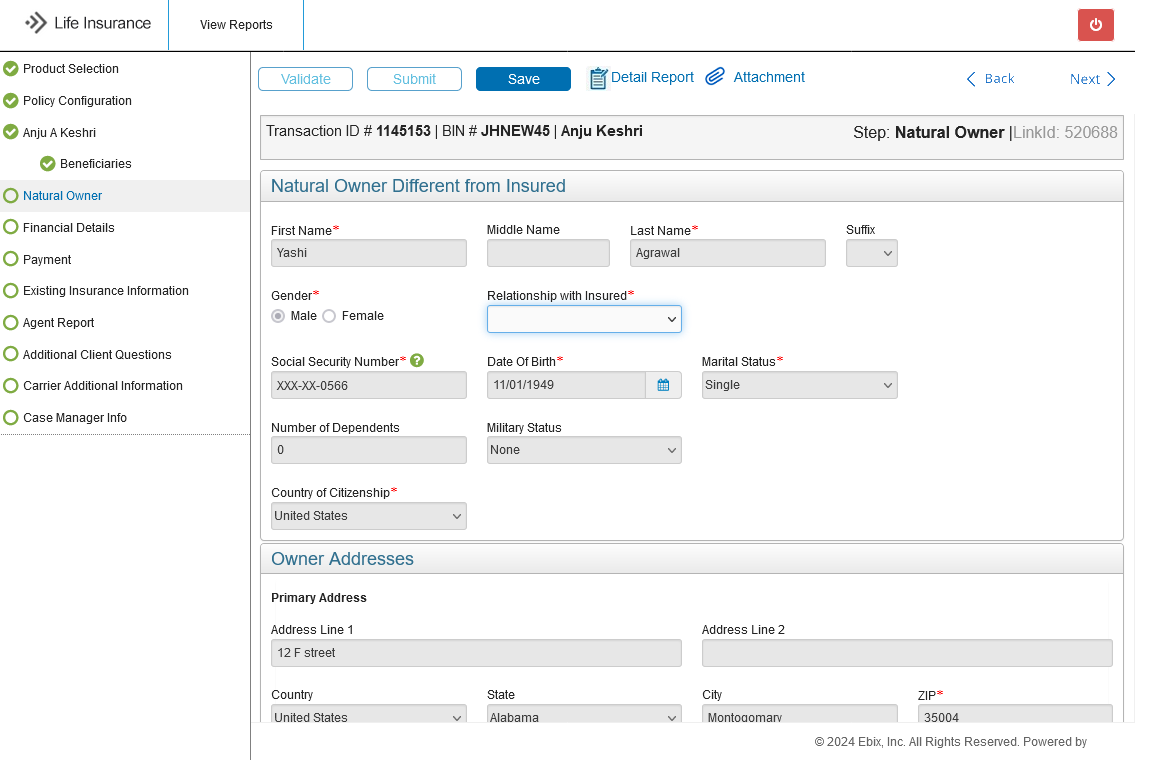 Life Insurance
View Reports
Product Selection
Policy Configuration
Anju A Keshri
Beneficiaries
Natural Owner
Financial Details
Payment
Existing Insurance Information
Agent Report
Additional Client Questions
Carrier Additional Information
Case Manager Info
Validate Submit Save Detail Report Attachment Back Next
Transaction ID # 1145153 | BIN # JHNEW45 | Anju Keshri Step: Natural Owner |LinkId: 520688
Natural Owner Different from Insured
First Name* Middle Name Last Name* Suffix
Yashi Agrawal
Gender* Relationship with Insured*
Male Female
Social Security Number* ? Date Of Birth* Marital Status*
XXX-XX-0566 11/01/1949 Single
Number of Dependents Military Status
0 None
Country of Citizenship*
United States
Owner Addresses
Primary Address
Address Line 1 Address Line 2
12 F street
Country State City ZIP*
United States Alabama Montogomary 35004
© 2024 Ebix, Inc. All Rights Reserved. Powered by